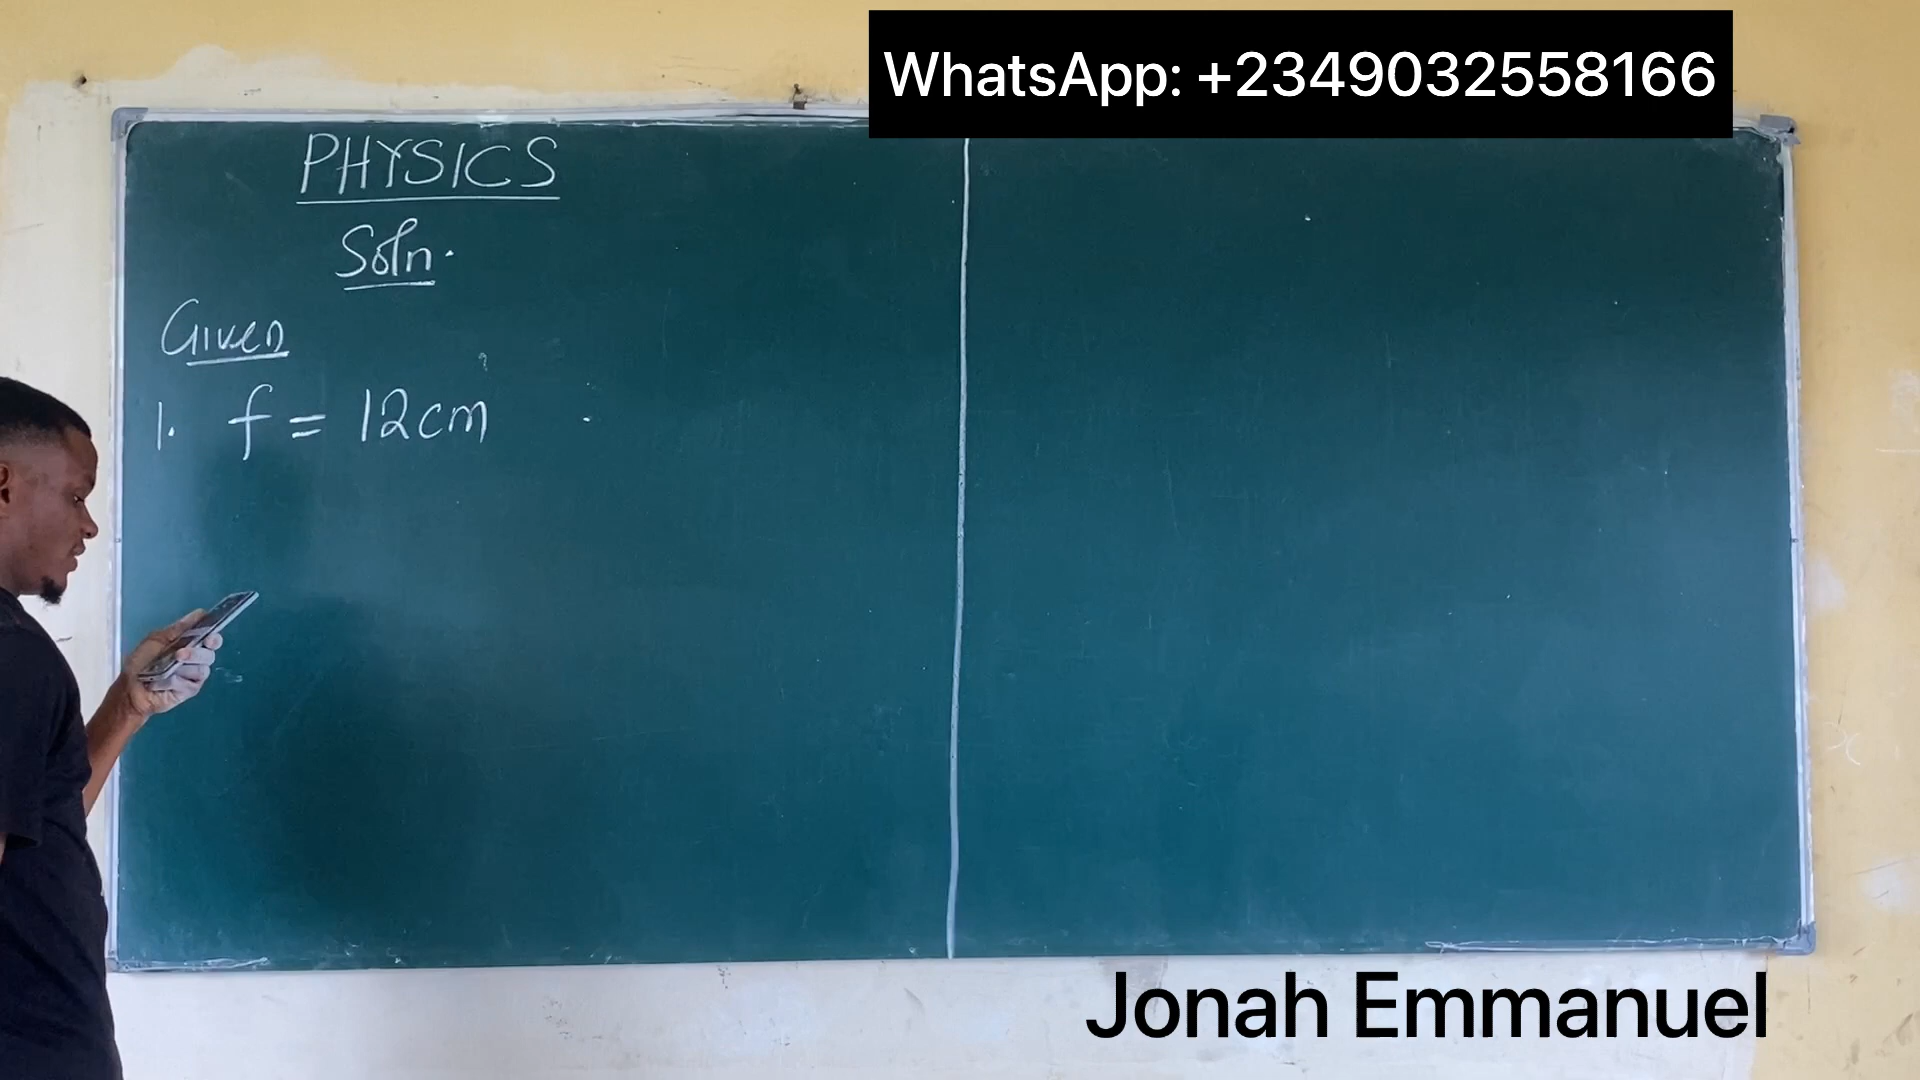 WhatsApp: +2349032558166
PHYSICS
Soln.
Given
1. f = 12cm
Jonah Emmanuel